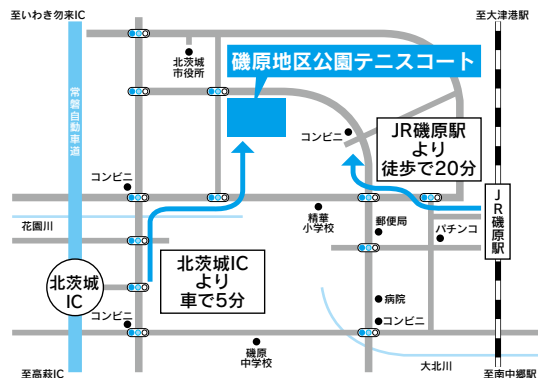 至いわき勿来IC
至大津港駅
北茨城
市役所
磯原地区公園テニスコート
常磐自動車道
コンビニ
JR磯原駅
より
徒歩で20分
コンビニ
花園川
精華
小学校
郵便局
パチンコ
JR磯原駅
北茨城
IC
北茨城IC
より
車で5分
病院
コンビニ
コンビニ
磯原
中学校
大北川
至高萩IC
至南中郷駅